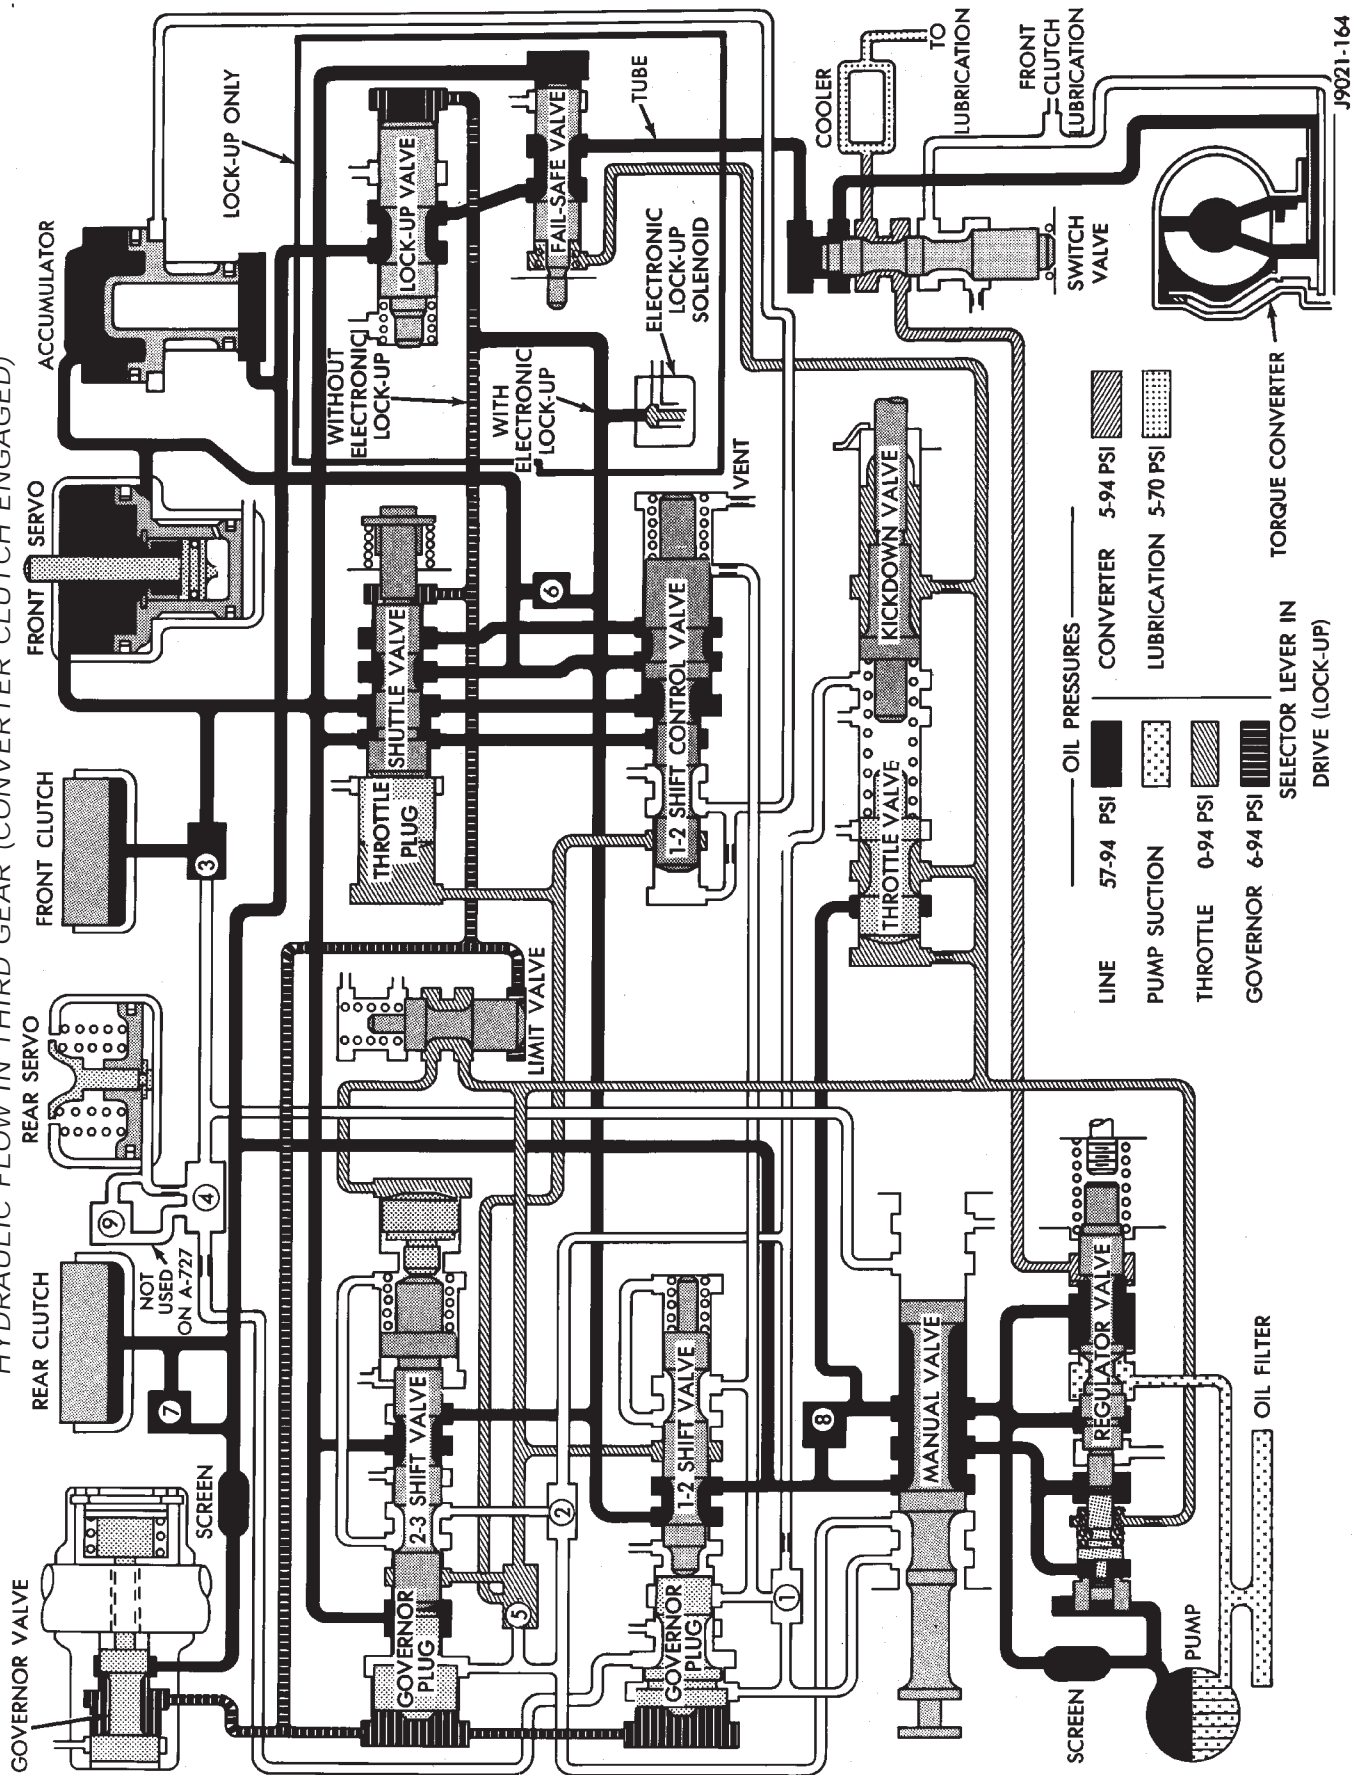 HYDRAULIC FLOW IN THIRD GEAR (CONVERTER CLUTCH ENGAGED)
GOVERNOR VALVE
REAR CLUTCH
REAR SERVO
FRONT CLUTCH
FRONT SERVO
ACCUMULATOR
LOCK-UP ONLY
SCREEN
7
NOT
USED
ON A-727
9
4
3
GOVERNOR
PLUG
2-3 SHIFT VALVE
LIMIT VALVE
THROTTLE
PLUG
SHUTTLE VALVE
WITHOUT
ELECTRONIC
LOCK-UP
LOCK-UP VALVE
5
2
6
WITH
ELECTRONIC
LOCK-UP
FAIL-SAFE VALVE
TUBE
ELECTRONIC
LOCK-UP
SOLENOID
GOVERNOR
PLUG
1-2 SHIFT VALVE
1-2 SHIFT CONTROL VALVE
VENT
1
8
MANUAL VALVE
THROTTLE VALVE
KICKDOWN VALVE
COOLER
TO
LUBRICATION
FRONT
CLUTCH
LUBRICATION
SWITCH
VALVE
SCREEN
PUMP
REGULATOR VALVE
OIL FILTER
OIL PRESSURES
LINE 57-94 PSI
PUMP SUCTION
THROTTLE 0-94 PSI
GOVERNOR 6-94 PSI
CONVERTER 5-94 PSI
LUBRICATION 5-70 PSI
SELECTOR LEVER IN
DRIVE (LOCK-UP)
TORQUE CONVERTER
J9021-164